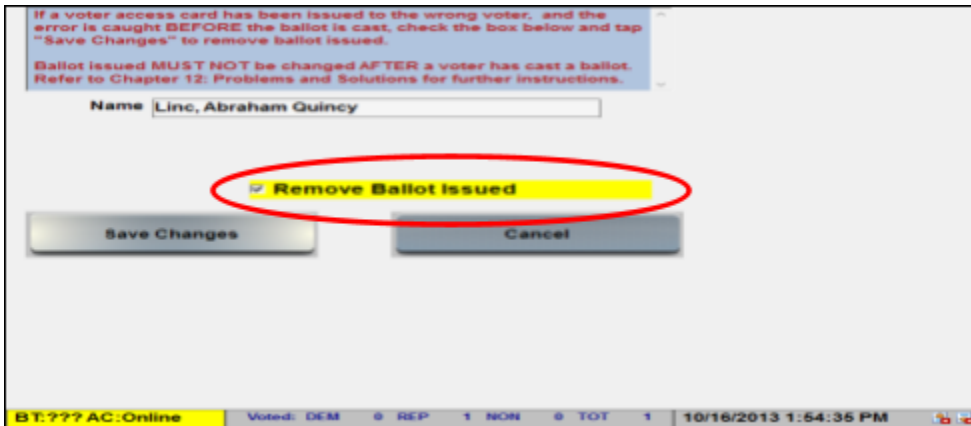 If a voter access card has been issued to the wrong voter, and the
error is caught BEFORE the ballot is cast, check the box below and tap
"Save Changes" to remove ballot issued.
Ballot issued MUST NOT be changed AFTER a voter has cast a ballot.
Refer to Chapter 12: Problems and Solutions for further instructions.
Name Linc, Abraham Quincy
Remove Ballot Issued
Save Changes Cancel
BT:??? AC:Online Voted: DEM 0 REP 1 NON 0 TOT 1 10/16/2013 1:54:35 PM